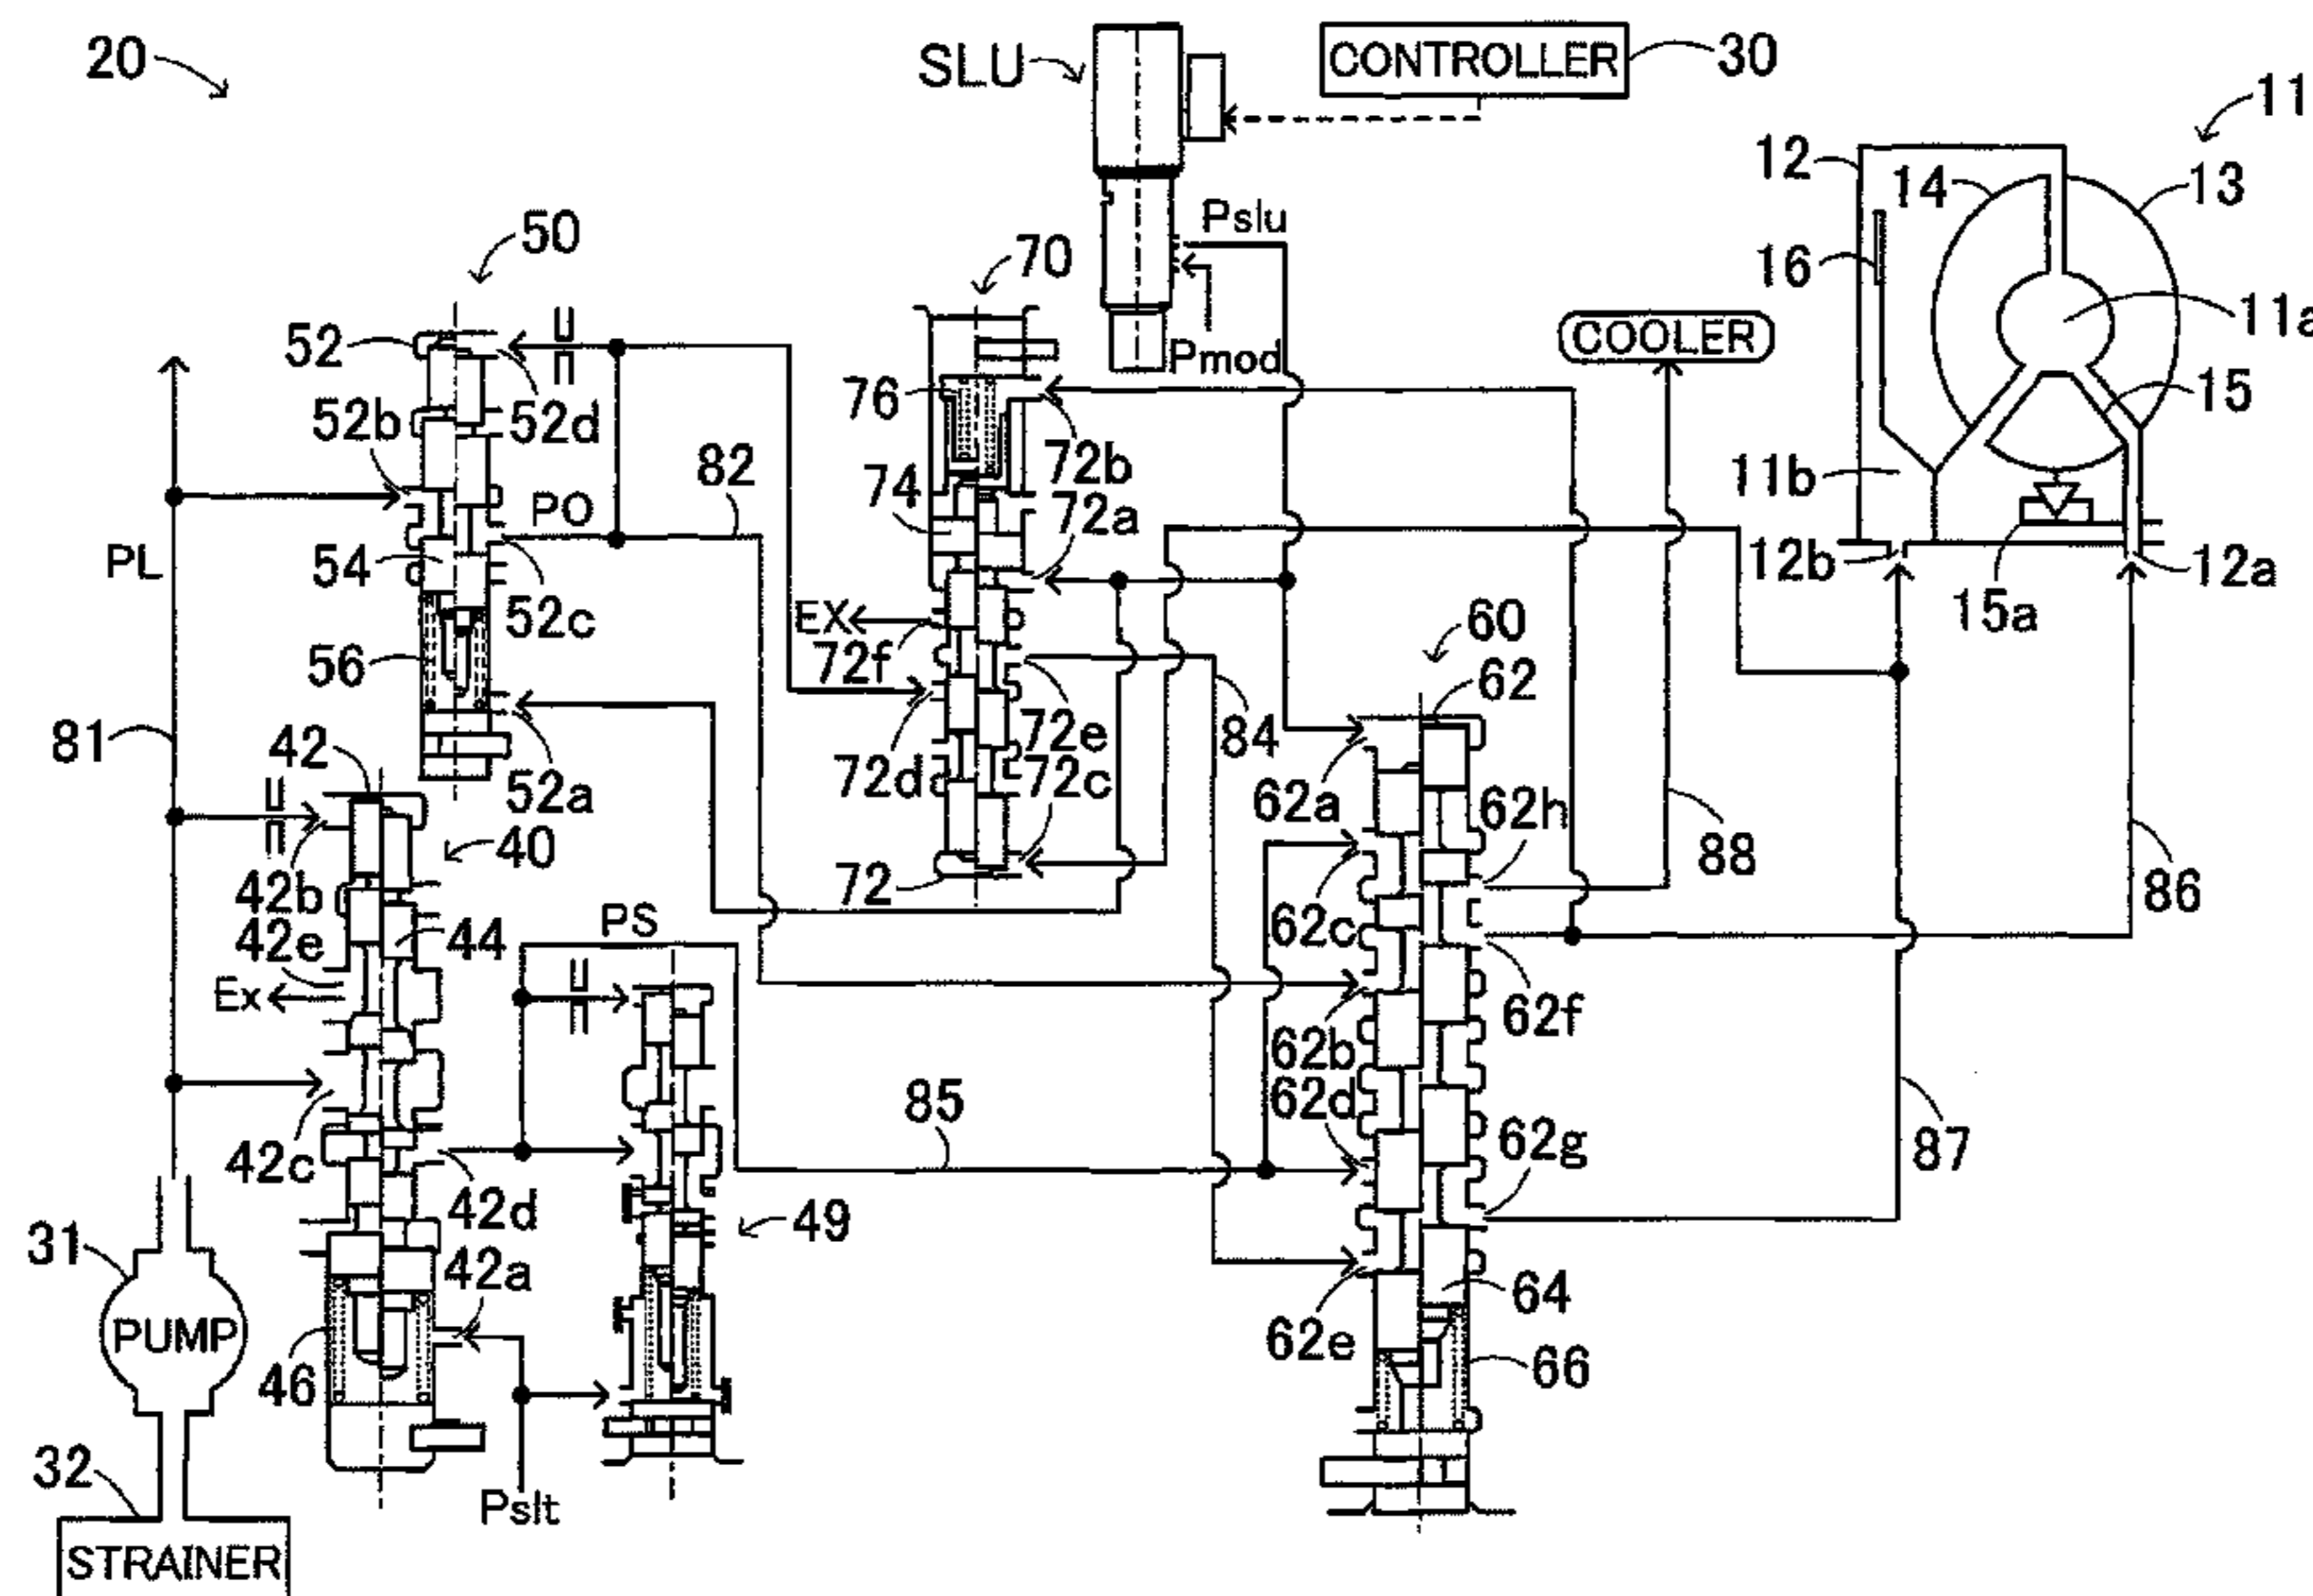 20
SLU
CONTROLLER
30
11
12
14
13
Pslu
50
70
16
11a
52
COOLER
Pmod
76
15
52b
52d
72b
82
74
11b
72a
PO
PL
54
12b
12a
52c
EX
15a
60
56
72f
62
81
42
72e
84
72d
72c
52a
62a
62h
40
88
72
42b
86
PS
62c
42e
44
Ex
62f
62b
62d
85
62g
87
42c
42d
49
31
42a
64
PUMP
62e
46
66
32
Pslt
STRAINER